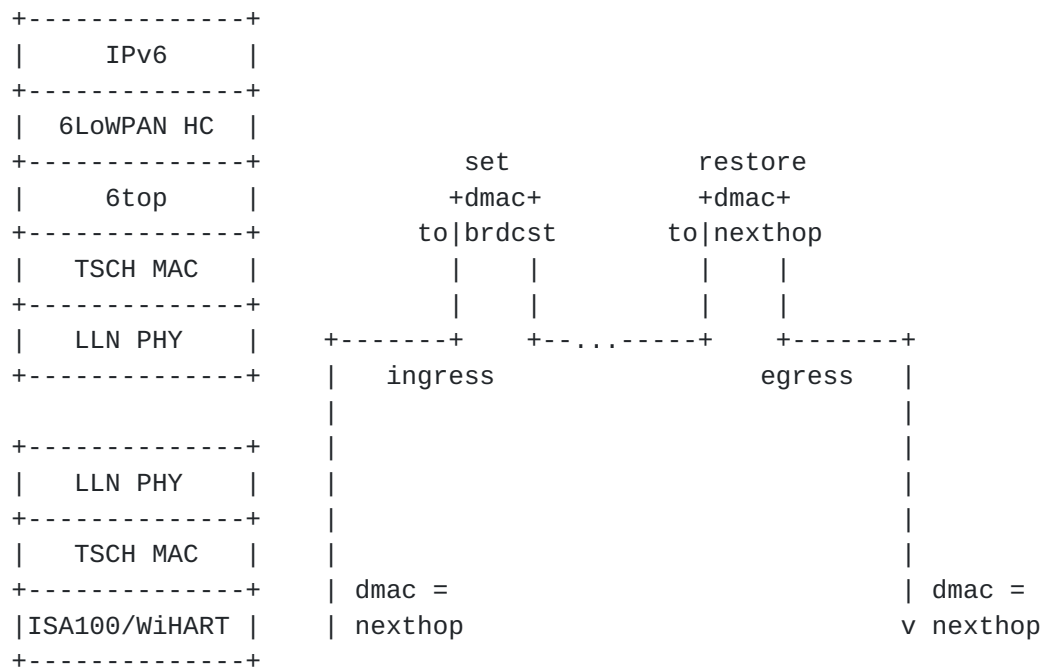 +--------------+
|     IPv6     |
+--------------+
|  6LoWPAN HC  |
+--------------+             set            restore
|     6top     |            +dmac+          +dmac+
+--------------+          to|brdcst       to|nexthop
|   TSCH MAC   |            |    |          |    |
+--------------+            |    |          |    |
|   LLN PHY    |    +-------+    +--...-----+    +-------+
+--------------+    |   ingress                 egress   |
                    |                                    |
+--------------+    |                                    |
|   LLN PHY    |    |                                    |
+--------------+    |                                    |
|   TSCH MAC   |    |                                    |
+--------------+    | dmac =                             | dmac =
|ISA100/WiHART |    | nexthop                            v nexthop
+--------------+